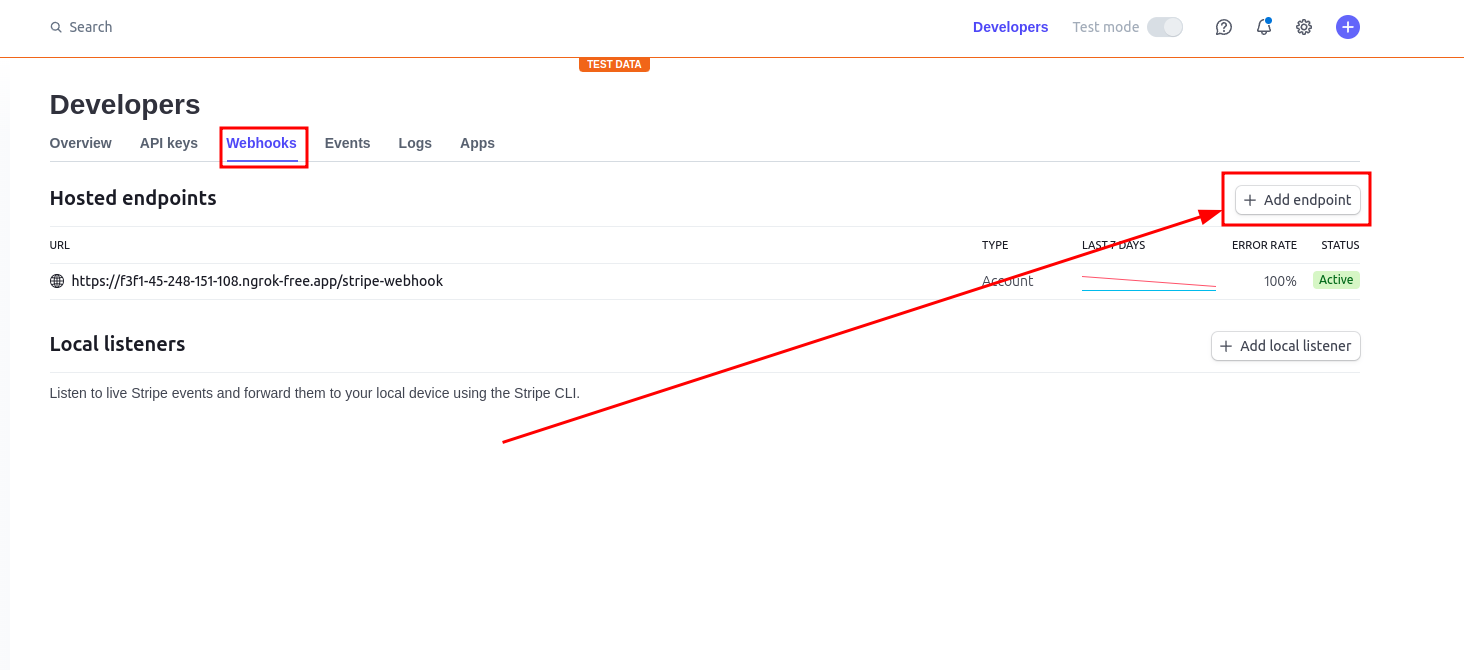 Search
Developers
Test mode
TEST DATA
Developers
Overview API keys Webhooks Events Logs Apps
Hosted endpoints
+ Add endpoint
URL TYPE LAST 7 DAYS ERROR RATE STATUS
https://f3f1-45-248-151-108.ngrok-free.app/stripe-webhook Account 100% Active
Local listeners
+ Add local listener
Listen to live Stripe events and forward them to your local device using the Stripe CLI.